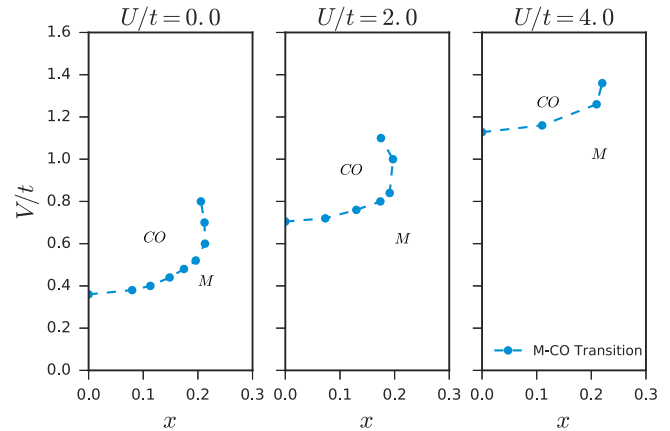 U/t = 0.0
U/t = 2.0
U/t = 4.0
V/t
1.6
1.4
1.2
1.0
0.8
0.6
0.4
0.2
0.0
CO
M
CO
M
CO
M
M-CO Transition
0.0 0.1 0.2 0.3
0.0 0.1 0.2 0.3
0.0 0.1 0.2 0.3
x
x
x